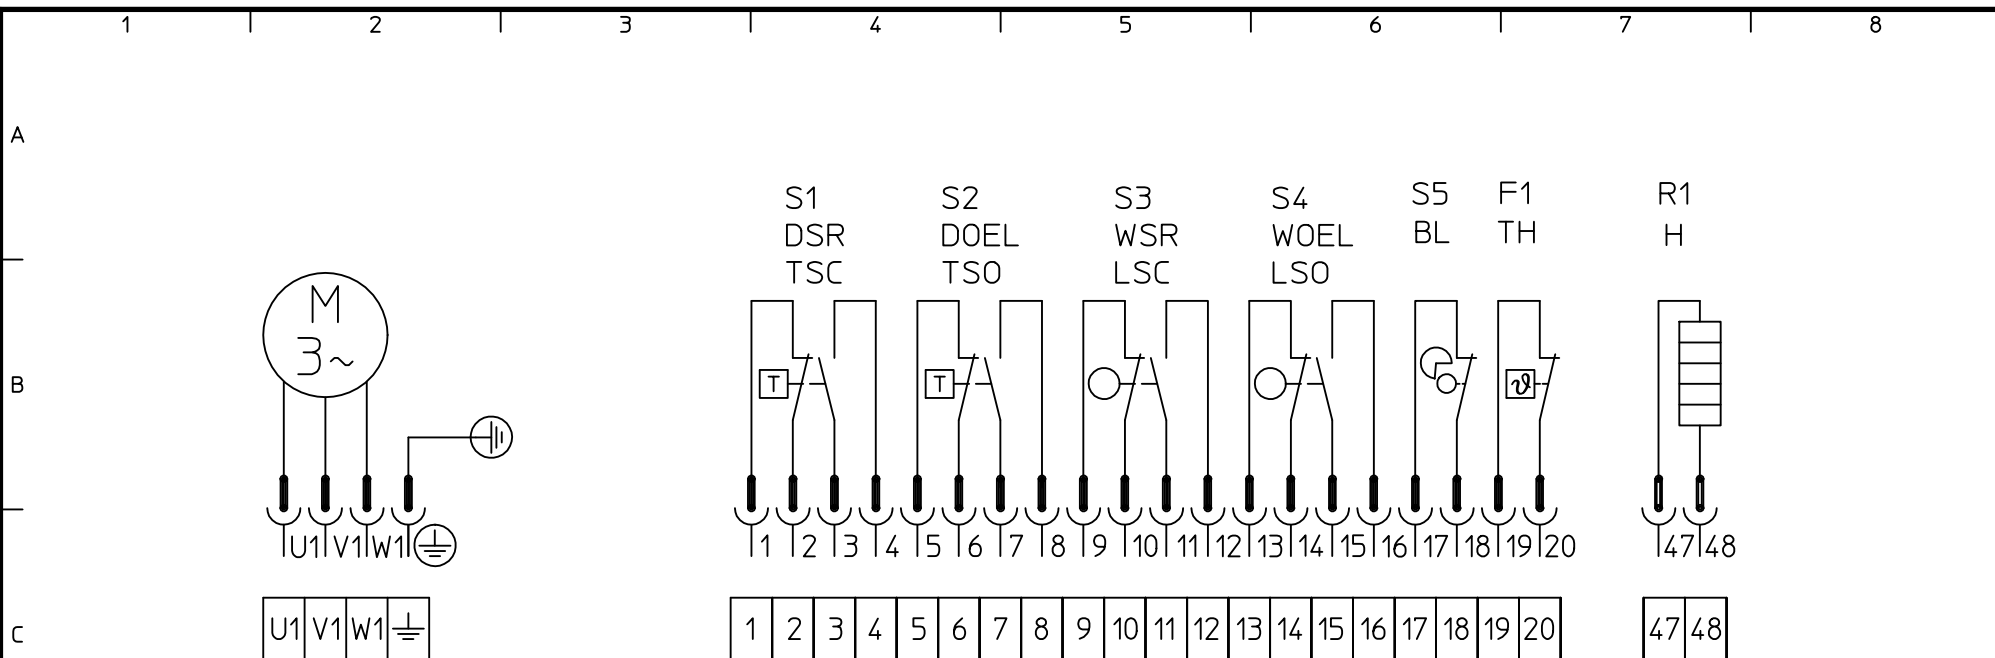 1 2 3 4 5 6 7 8
A
S1 S2 S3 S4 S5 F1 R1
DSR DOEL WSR WOEL BL TH H
TSC TSO LSC LSO
M
3~
T T ϑ
B
U1 V1 W1 1 2 3 4 5 6 7 8 9 10 11 12 13 14 15 16 17 18 19 20 47 48
U1 V1 W1 1 2 3 4 5 6 7 8 9 10 11 12 13 14 15 16 17 18 19 20 47 48
C